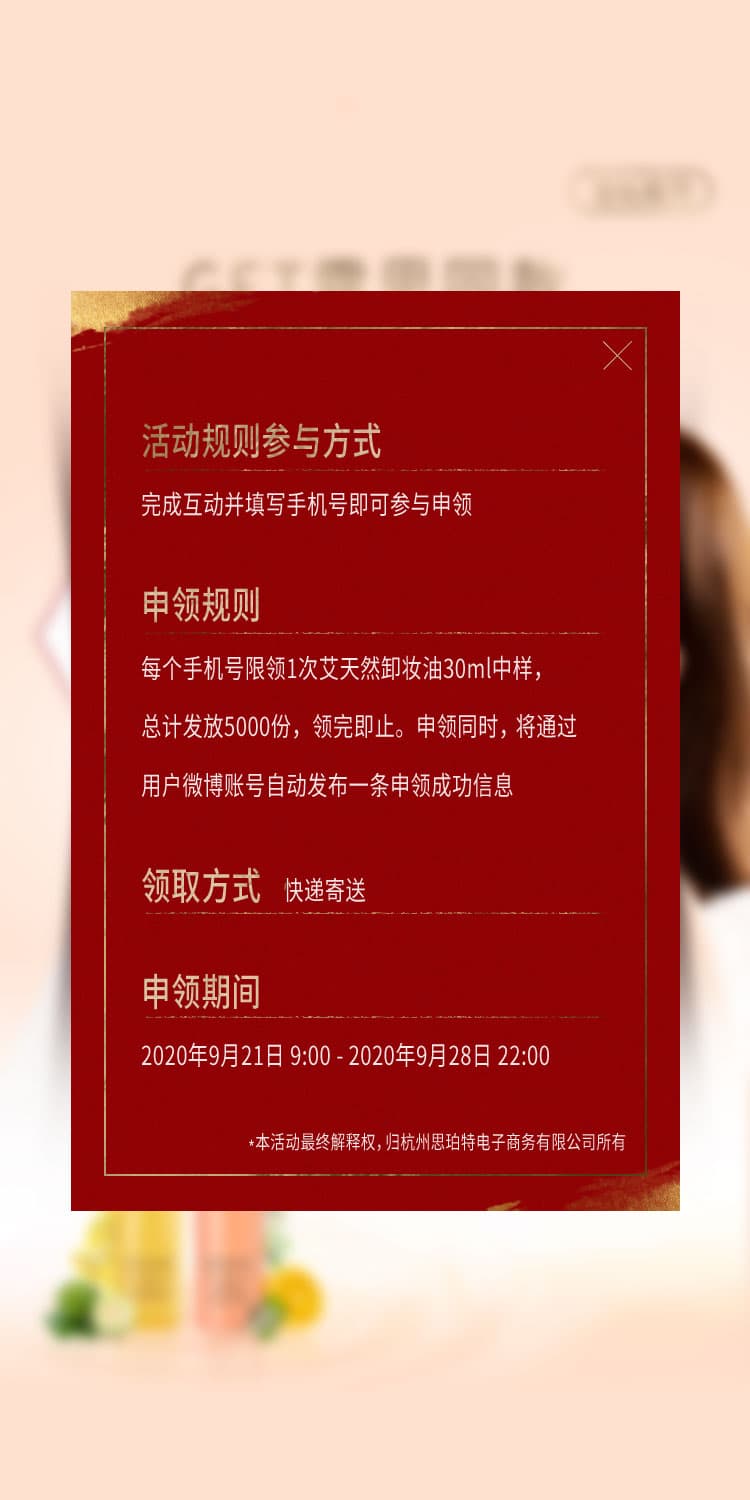 活动规则参与方式
完成互动并填写手机号即可参与申领
申领规则
每个手机号限领1次艾天然卸妆油30ml中样，
总计发放5000份，领完即止。申领同时，将通过
用户微博账号自动发布一条申领成功信息
领取方式 快递寄送
申领期间
2020年9月21日 9:00 - 2020年9月28日 22:00
*本活动最终解释权，归杭州思珀特电子商务有限公司所有